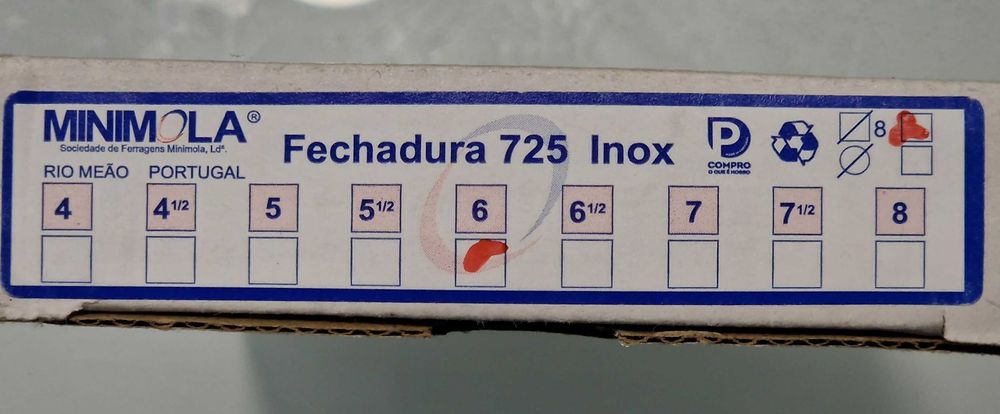 MINIMOLA®
Sociedade de Ferragens Minimola, Ldª.
RIO MEÃO PORTUGAL
Fechadura 725 Inox
COMPRO
O QUE É NOSSO
8
4 4 1/2 5 5 1/2 6 6 1/2 7 7 1/2 8